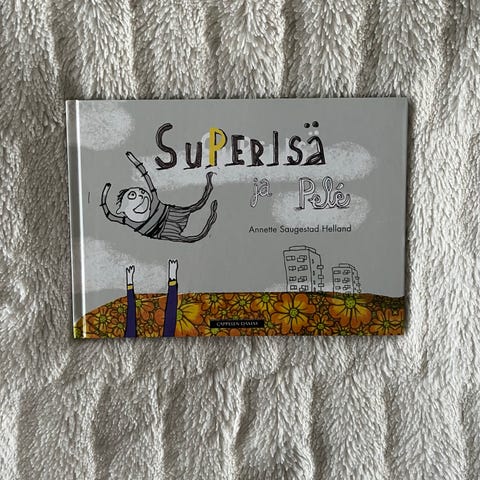 SuPERISä
ja Pelé
Annette Saugestad Helland
CAPPELEN DAMM